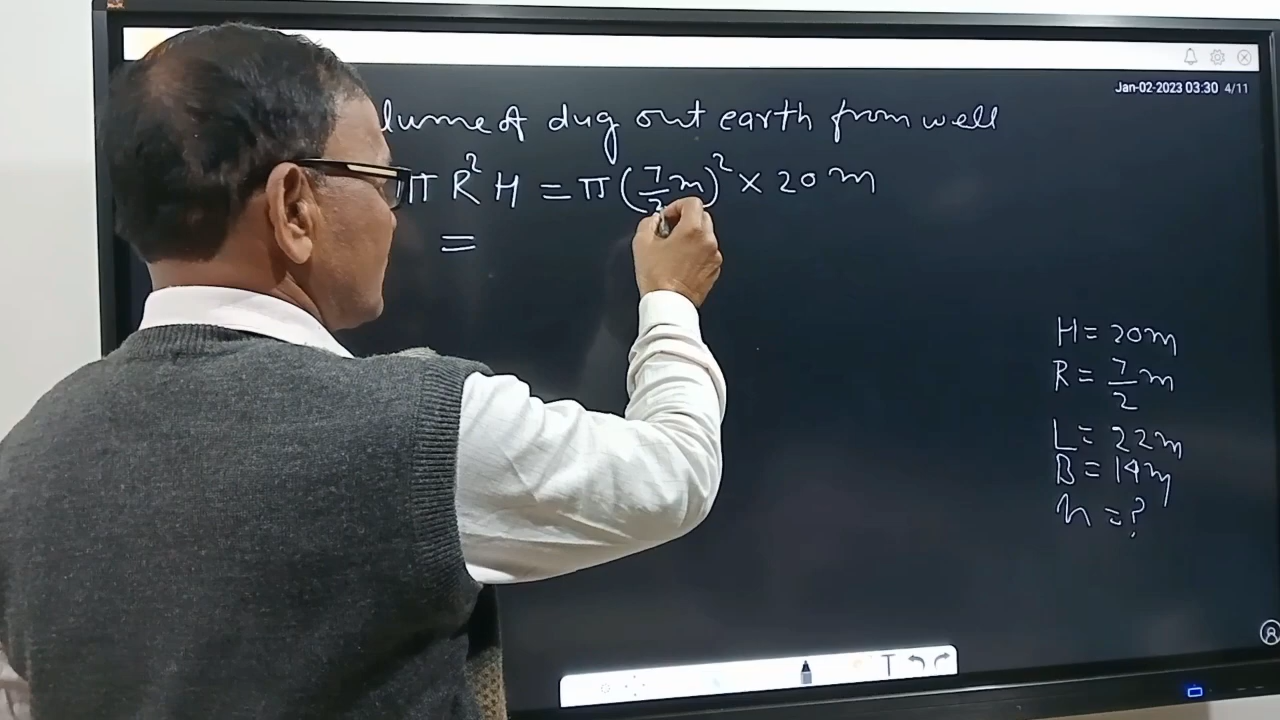 Jan-02-2023 03:30 4/11
lume of dug out earth from well
π R² H = π (7/2 m)² × 20 m
=
H = 20m
R = 7/2 m
L = 22m
B = 14m
h = ?
T